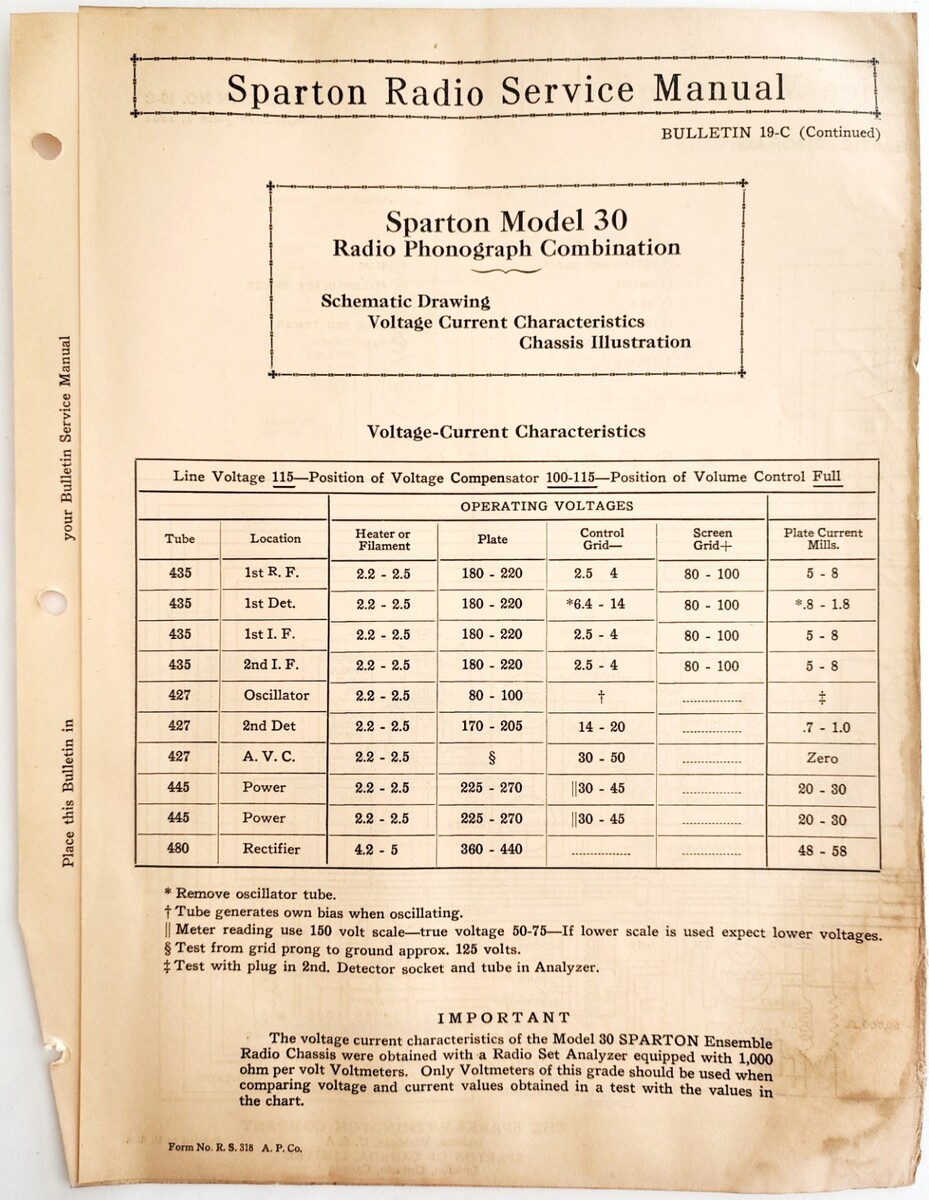 Sparton Radio Service Manual
BULLETIN 19-C (Continued)
Sparton Model 30
Radio Phonograph Combination
Schematic Drawing
Voltage Current Characteristics
Chassis Illustration
Voltage-Current Characteristics
Line Voltage 115—Position of Voltage Compensator 100-115—Position of Volume Control Full
OPERATING VOLTAGES
Tube Location Heater or Filament Plate Control Grid— Screen Grid+ Plate Current Mills.
435 1st R. F. 2.2 - 2.5 180 - 220 2.5 4 80 - 100 5 - 8
435 1st Det. 2.2 - 2.5 180 - 220 *6.4 - 14 80 - 100 *.8 - 1.8
435 1st I. F. 2.2 - 2.5 180 - 220 2.5 - 4 80 - 100 5 - 8
435 2nd I. F. 2.2 - 2.5 180 - 220 2.5 - 4 80 - 100 5 - 8
427 Oscillator 2.2 - 2.5 80 - 100 † ................ ‡
427 2nd Det 2.2 - 2.5 170 - 205 14 - 20 ................ .7 - 1.0
427 A. V. C. 2.2 - 2.5 § 30 - 50 ................ Zero
445 Power 2.2 - 2.5 225 - 270 ||30 - 45 ................ 20 - 30
445 Power 2.2 - 2.5 225 - 270 ||30 - 45 ................ 20 - 30
480 Rectifier 4.2 - 5 360 - 440 ................ ................ 48 - 58
* Remove oscillator tube.
† Tube generates own bias when oscillating.
|| Meter reading use 150 volt scale—true voltage 50-75—If lower scale is used expect lower voltages.
§ Test from grid prong to ground approx. 125 volts.
‡ Test with plug in 2nd. Detector socket and tube in Analyzer.
IMPORTANT
The voltage current characteristics of the Model 30 SPARTON Ensemble
Radio Chassis were obtained with a Radio Set Analyzer equipped with 1,000
ohm per volt Voltmeters. Only Voltmeters of this grade should be used when
comparing voltage and current values obtained in a test with the values in
the chart.
Form No. R. S. 318 A. P. Co.
Place this Bulletin in your Bulletin Service Manual